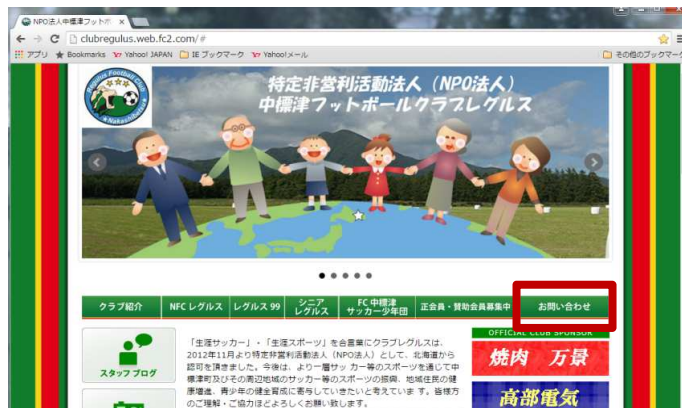 NPO法人中標津フットボ
clubregulus.web.fc2.com/#
アプリ Bookmarks Yahoo! JAPAN IE ブックマーク Yahoo!メール その他のブックマーク
Regulus Football Club
Nakashibetsu
特定非営利活動法人(NPO法人)
中標津フットボールクラブレグルス
クラブ紹介 NFC レグルス レグルス 99 シニア レグルス FC 中標津 サッカー少年団 正会員・賛助会員募集中 お問い合わせ
スタッフ ブログ
「生涯サッカー」・「生涯スポーツ」を合言葉にクラブレグルスは、
2012年11月より特定非営利活動法人(NPO法人)として、北海道から
認可を頂きました。今後は、より一層サッ カー等のスポーツを通じて中
標津町及びその周辺地域のサッカー等のスポーツの振興、地域住民の健
康増進、青少年の健全育成に寄与していきたいと考えていま す。皆様方
のご理解・ご協力ほどよろしくお願い致します。
OFFICIAL CLUB SPONSOR
焼肉 万景
高部電気